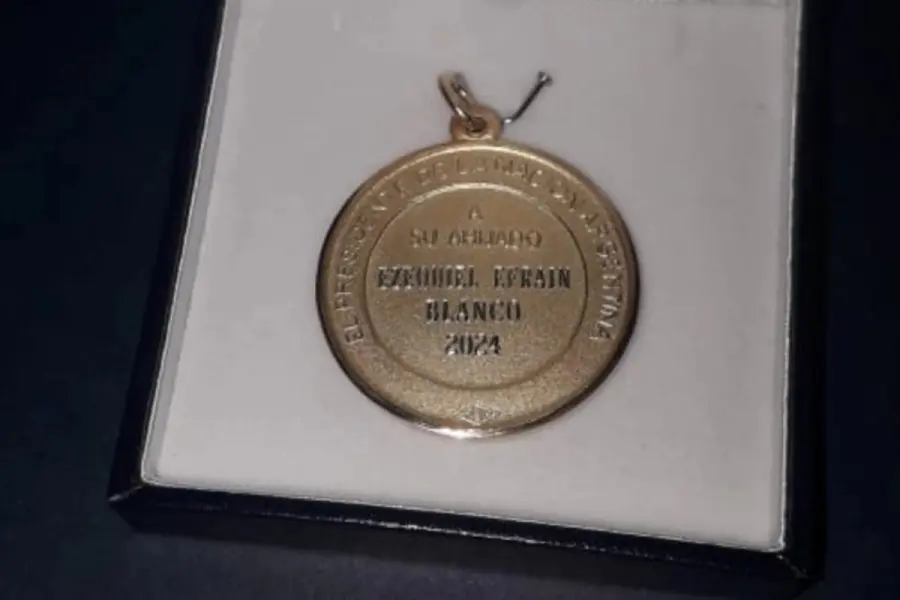 EL PRESIDENTE DE LA NACION ARGENTINA
A
SU AHIJADO
EZEQUIEL EFRAIN
BLANCO
2024